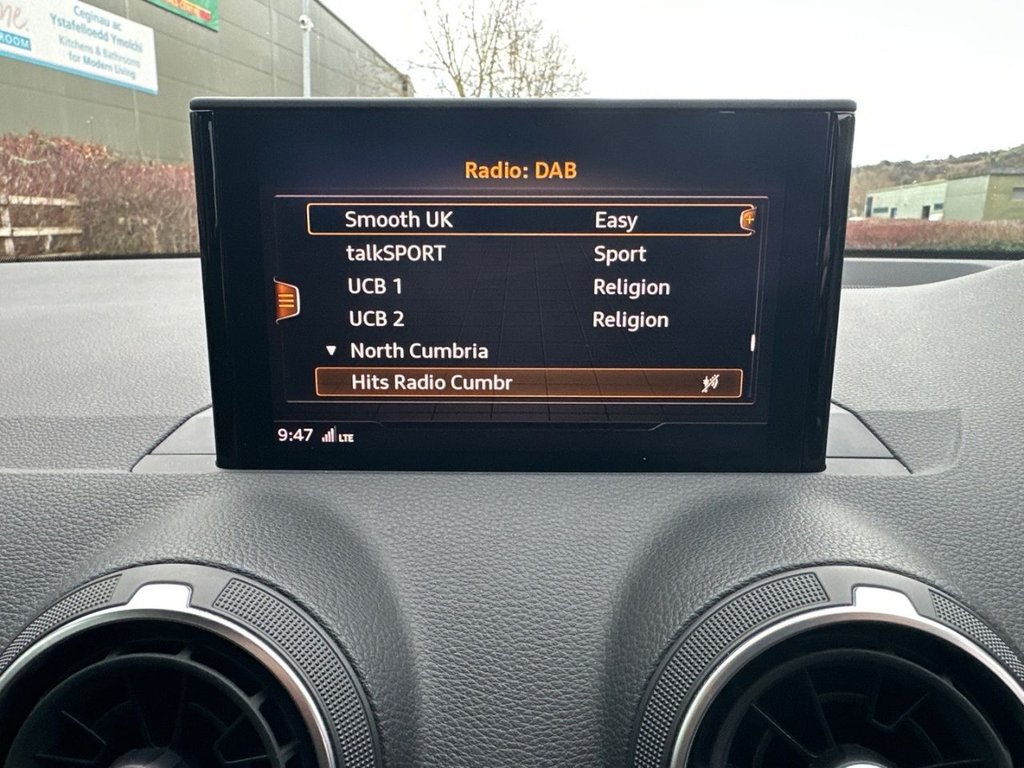 Ceginau ac
Ystafelloedd Ymolchi
Kitchens & Bathrooms
for Modern Living
ROOM
Radio: DAB
Smooth UK Easy
talkSPORT Sport
UCB 1 Religion
UCB 2 Religion
North Cumbria
Hits Radio Cumbr
9:47 LTE